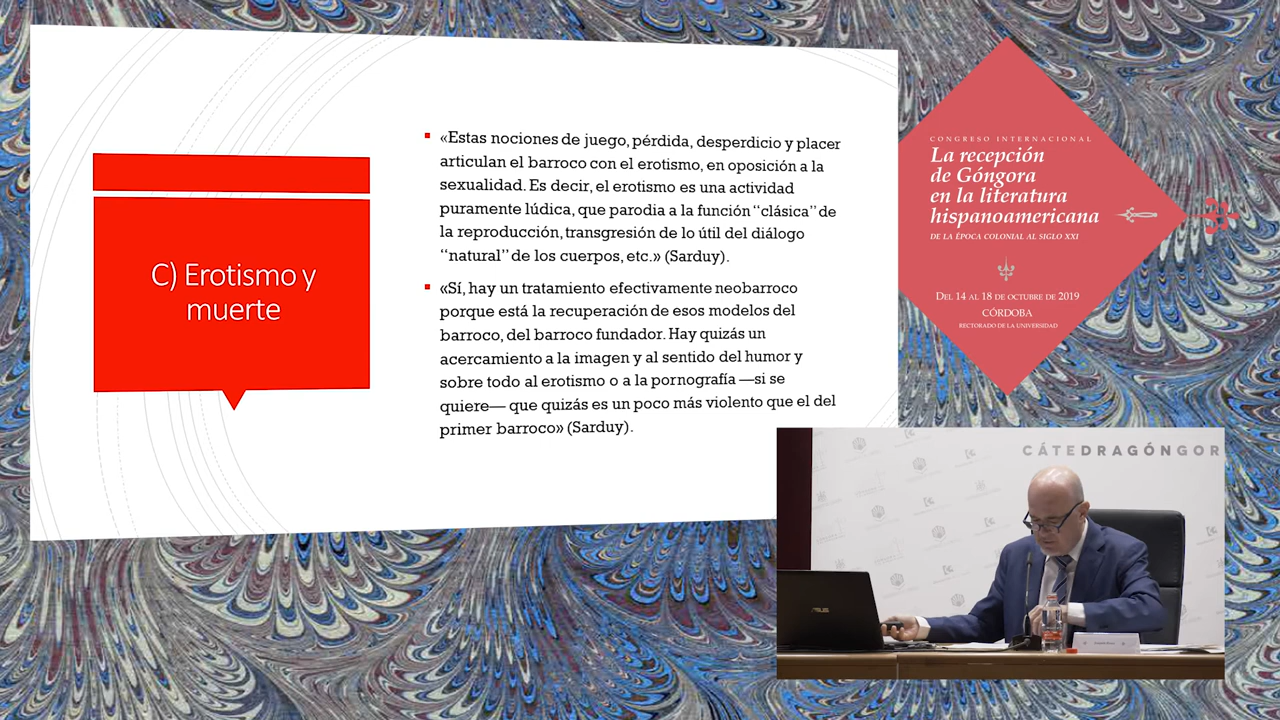 C) Erotismo y
muerte
«Estas nociones de juego, pérdida, desperdicio y placer
articulan el barroco con el erotismo, en oposición a la
sexualidad. Es decir, el erotismo es una actividad
puramente lúdica, que parodia a la función “clásica” de
la reproducción, transgresión de lo útil del diálogo
“natural” de los cuerpos, etc.» (Sarduy).
«Sí, hay un tratamiento efectivamente neobarroco
porque está la recuperación de esos modelos del
barroco, del barroco fundador. Hay quizás un
acercamiento a la imagen y al sentido del humor y
sobre todo al erotismo o a la pornografía —si se
quiere— que quizás es un poco más violento que el del
primer barroco» (Sarduy).
CONGRESO INTERNACIONAL
La recepción
de Góngora
en la literatura
hispanoamericana
DE LA ÉPOCA COLONIAL AL SIGLO XXI
DEL 14 AL 18 DE OCTUBRE DE 2019
CÓRDOBA
RECTORADO DE LA UNIVERSIDAD
CÁTEDRAGÓNGOR
ASUS